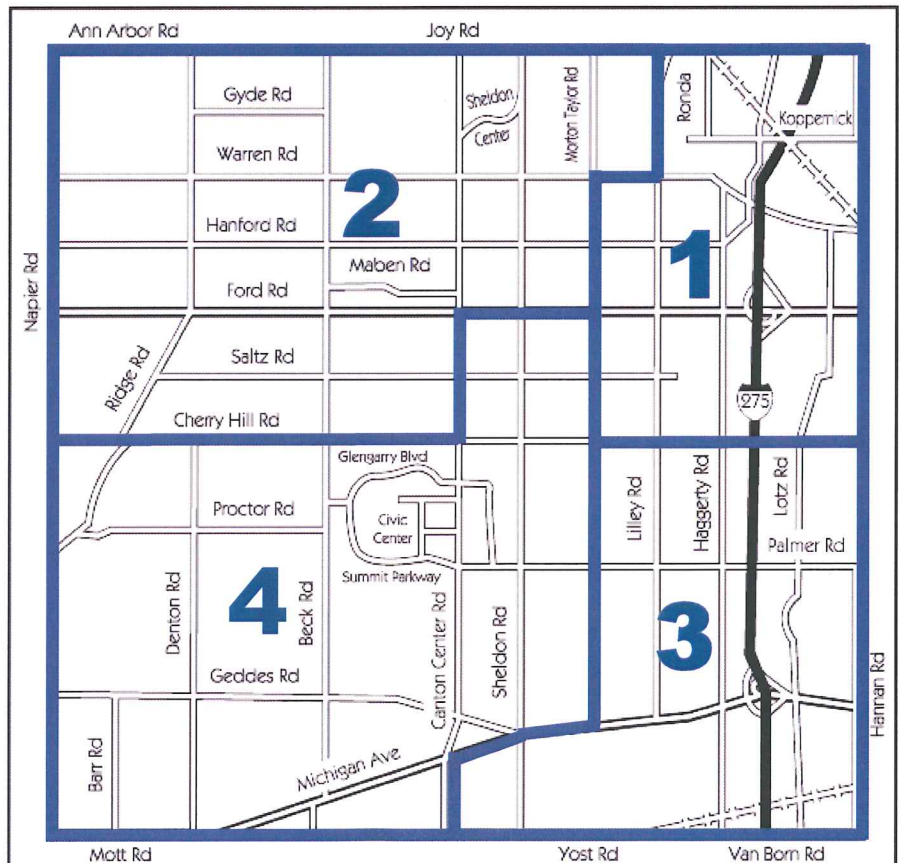 Ann Arbor Rd
Joy Rd
Gyde Rd
Sheldon
Center
Morton Taylor Rd
Ronda
Koppernick
Warren Rd
2
Hanford Rd
1
Maben Rd
Napier Rd
Ford Rd
Ridge Rd
Saltz Rd
275
Cherry Hill Rd
Glengarry Blvd
Proctor Rd
Civic
Center
Lilley Rd
Haggerty Rd
Lotz Rd
Palmer Rd
Summit Parkway
Denton Rd
4
Beck Rd
Canton Center Rd
Sheldon Rd
3
Geddes Rd
Hannan Rd
Barr Rd
Michigan Ave
Mott Rd
Yost Rd
Van Born Rd